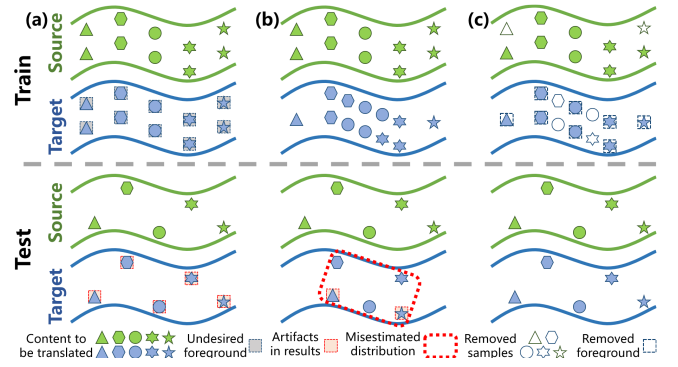 (a) (b) (c)
Train
Source
Target
Test
Source
Target
Content to be translated
Undesired foreground
Artifacts in results
Misestimated distribution
Removed samples
Removed foreground